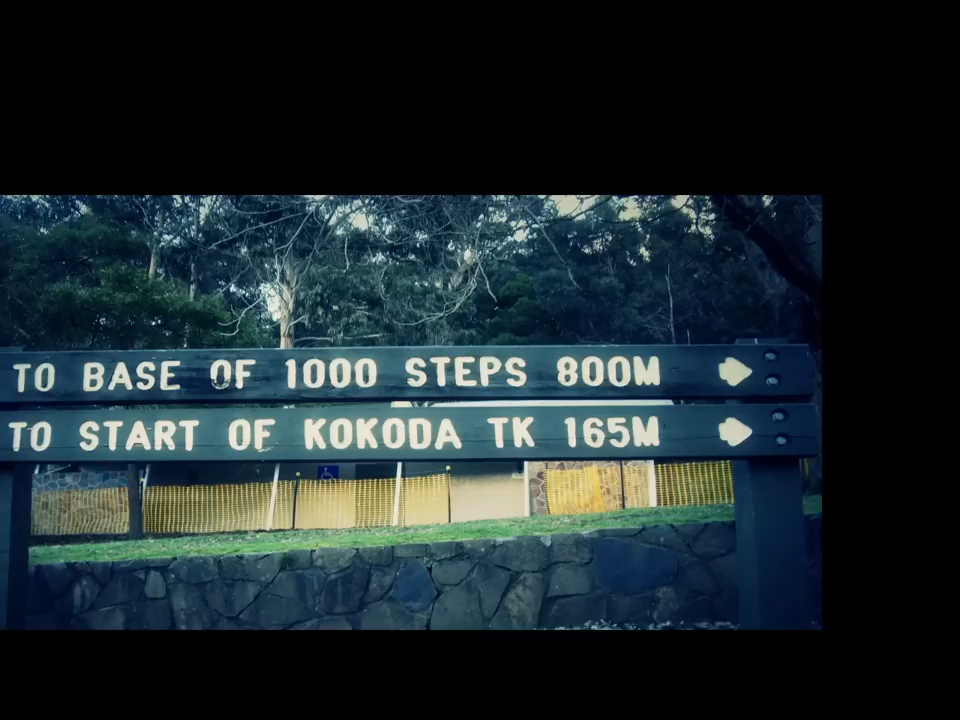 TO BASE OF 1000 STEPS 800M
TO START OF KOKODA TK 165M